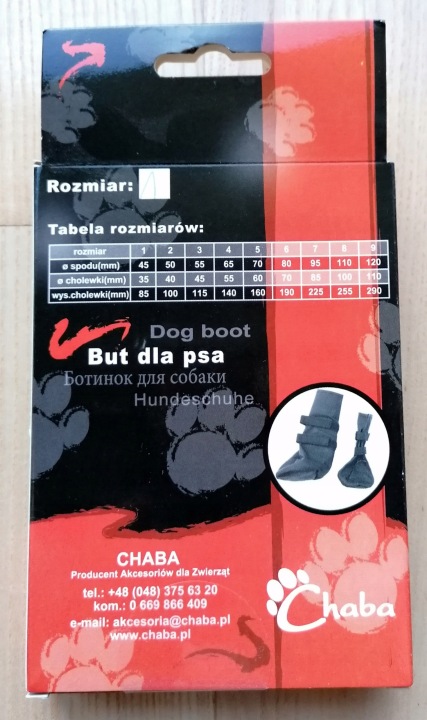 Rozmiar: 1
Tabela rozmiarów:
rozmiar 1 2 3 4 5 6 7 8 9
ø spodu(mm) 45 50 55 65 70 80 95 110 120
ø cholewki(mm) 35 40 45 55 60 70 85 100 110
wys.cholewki(mm) 85 100 115 140 160 190 225 255 290
Dog boot
But dla psa
Ботинок для собаки
Hundeschuhe
CHABA
Producent Akcesoriów dla Zwierząt
tel.: +48 (048) 375 63 20
kom.: 0 669 866 409
e-mail: akcesoria@chaba.pl
www.chaba.pl
Chaba